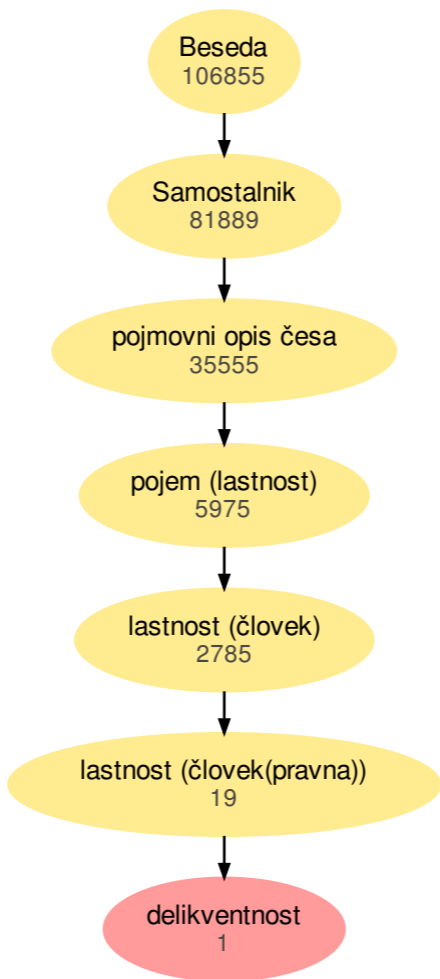 Beseda
106855
Samostalnik
81889
pojmovni opis česa
35555
pojem (lastnost)
5975
lastnost (človek)
2785
lastnost (človek(pravna))
19
delikventnost
1